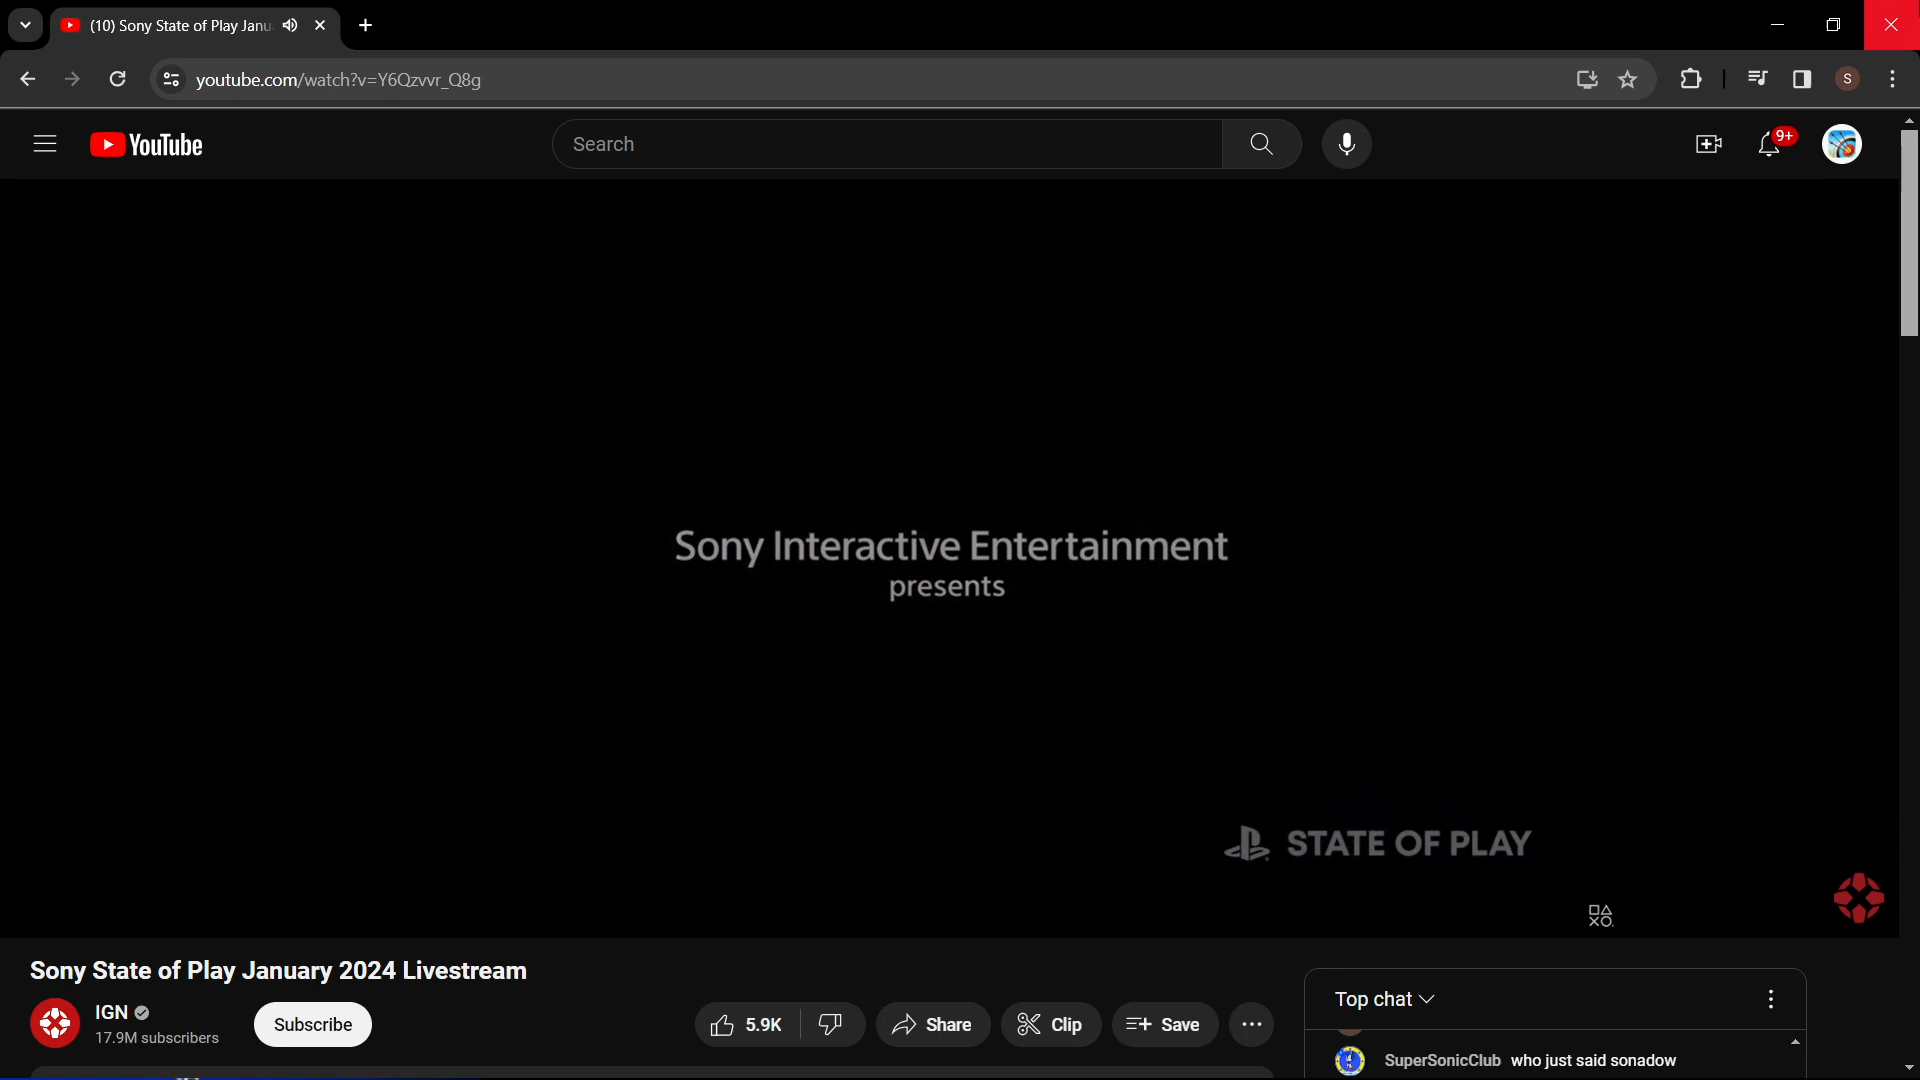 (10) Sony State of Play Janu
youtube.com/watch?v=Y6Qzvvr_Q8g
S
YouTube
Search
9+
Sony Interactive Entertainment
presents
STATE OF PLAY
Sony State of Play January 2024 Livestream
IGN
17.9M subscribers
Subscribe
5.9K
Share
Clip
Save
Top chat
SuperSonicClub who just said sonadow